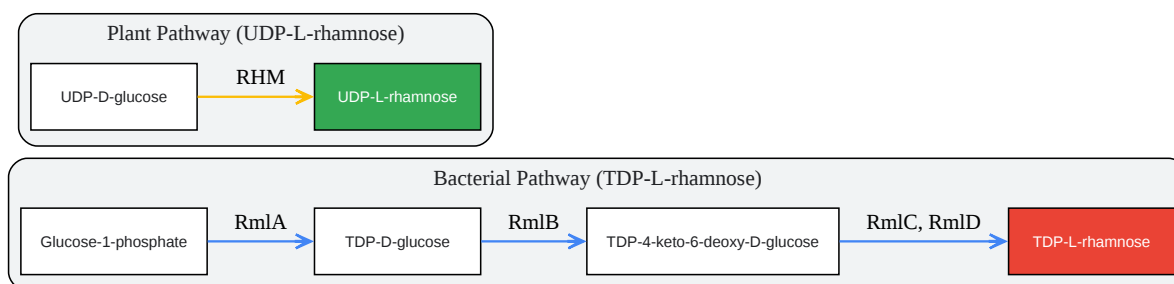 Plant Pathway (UDP-L-rhamnose)
UDP-D-glucose
RHM
UDP-L-rhamnose
Bacterial Pathway (TDP-L-rhamnose)
Glucose-1-phosphate
RmlA
TDP-D-glucose
RmlB
TDP-4-keto-6-deoxy-D-glucose
RmlC, RmlD
TDP-L-rhamnose